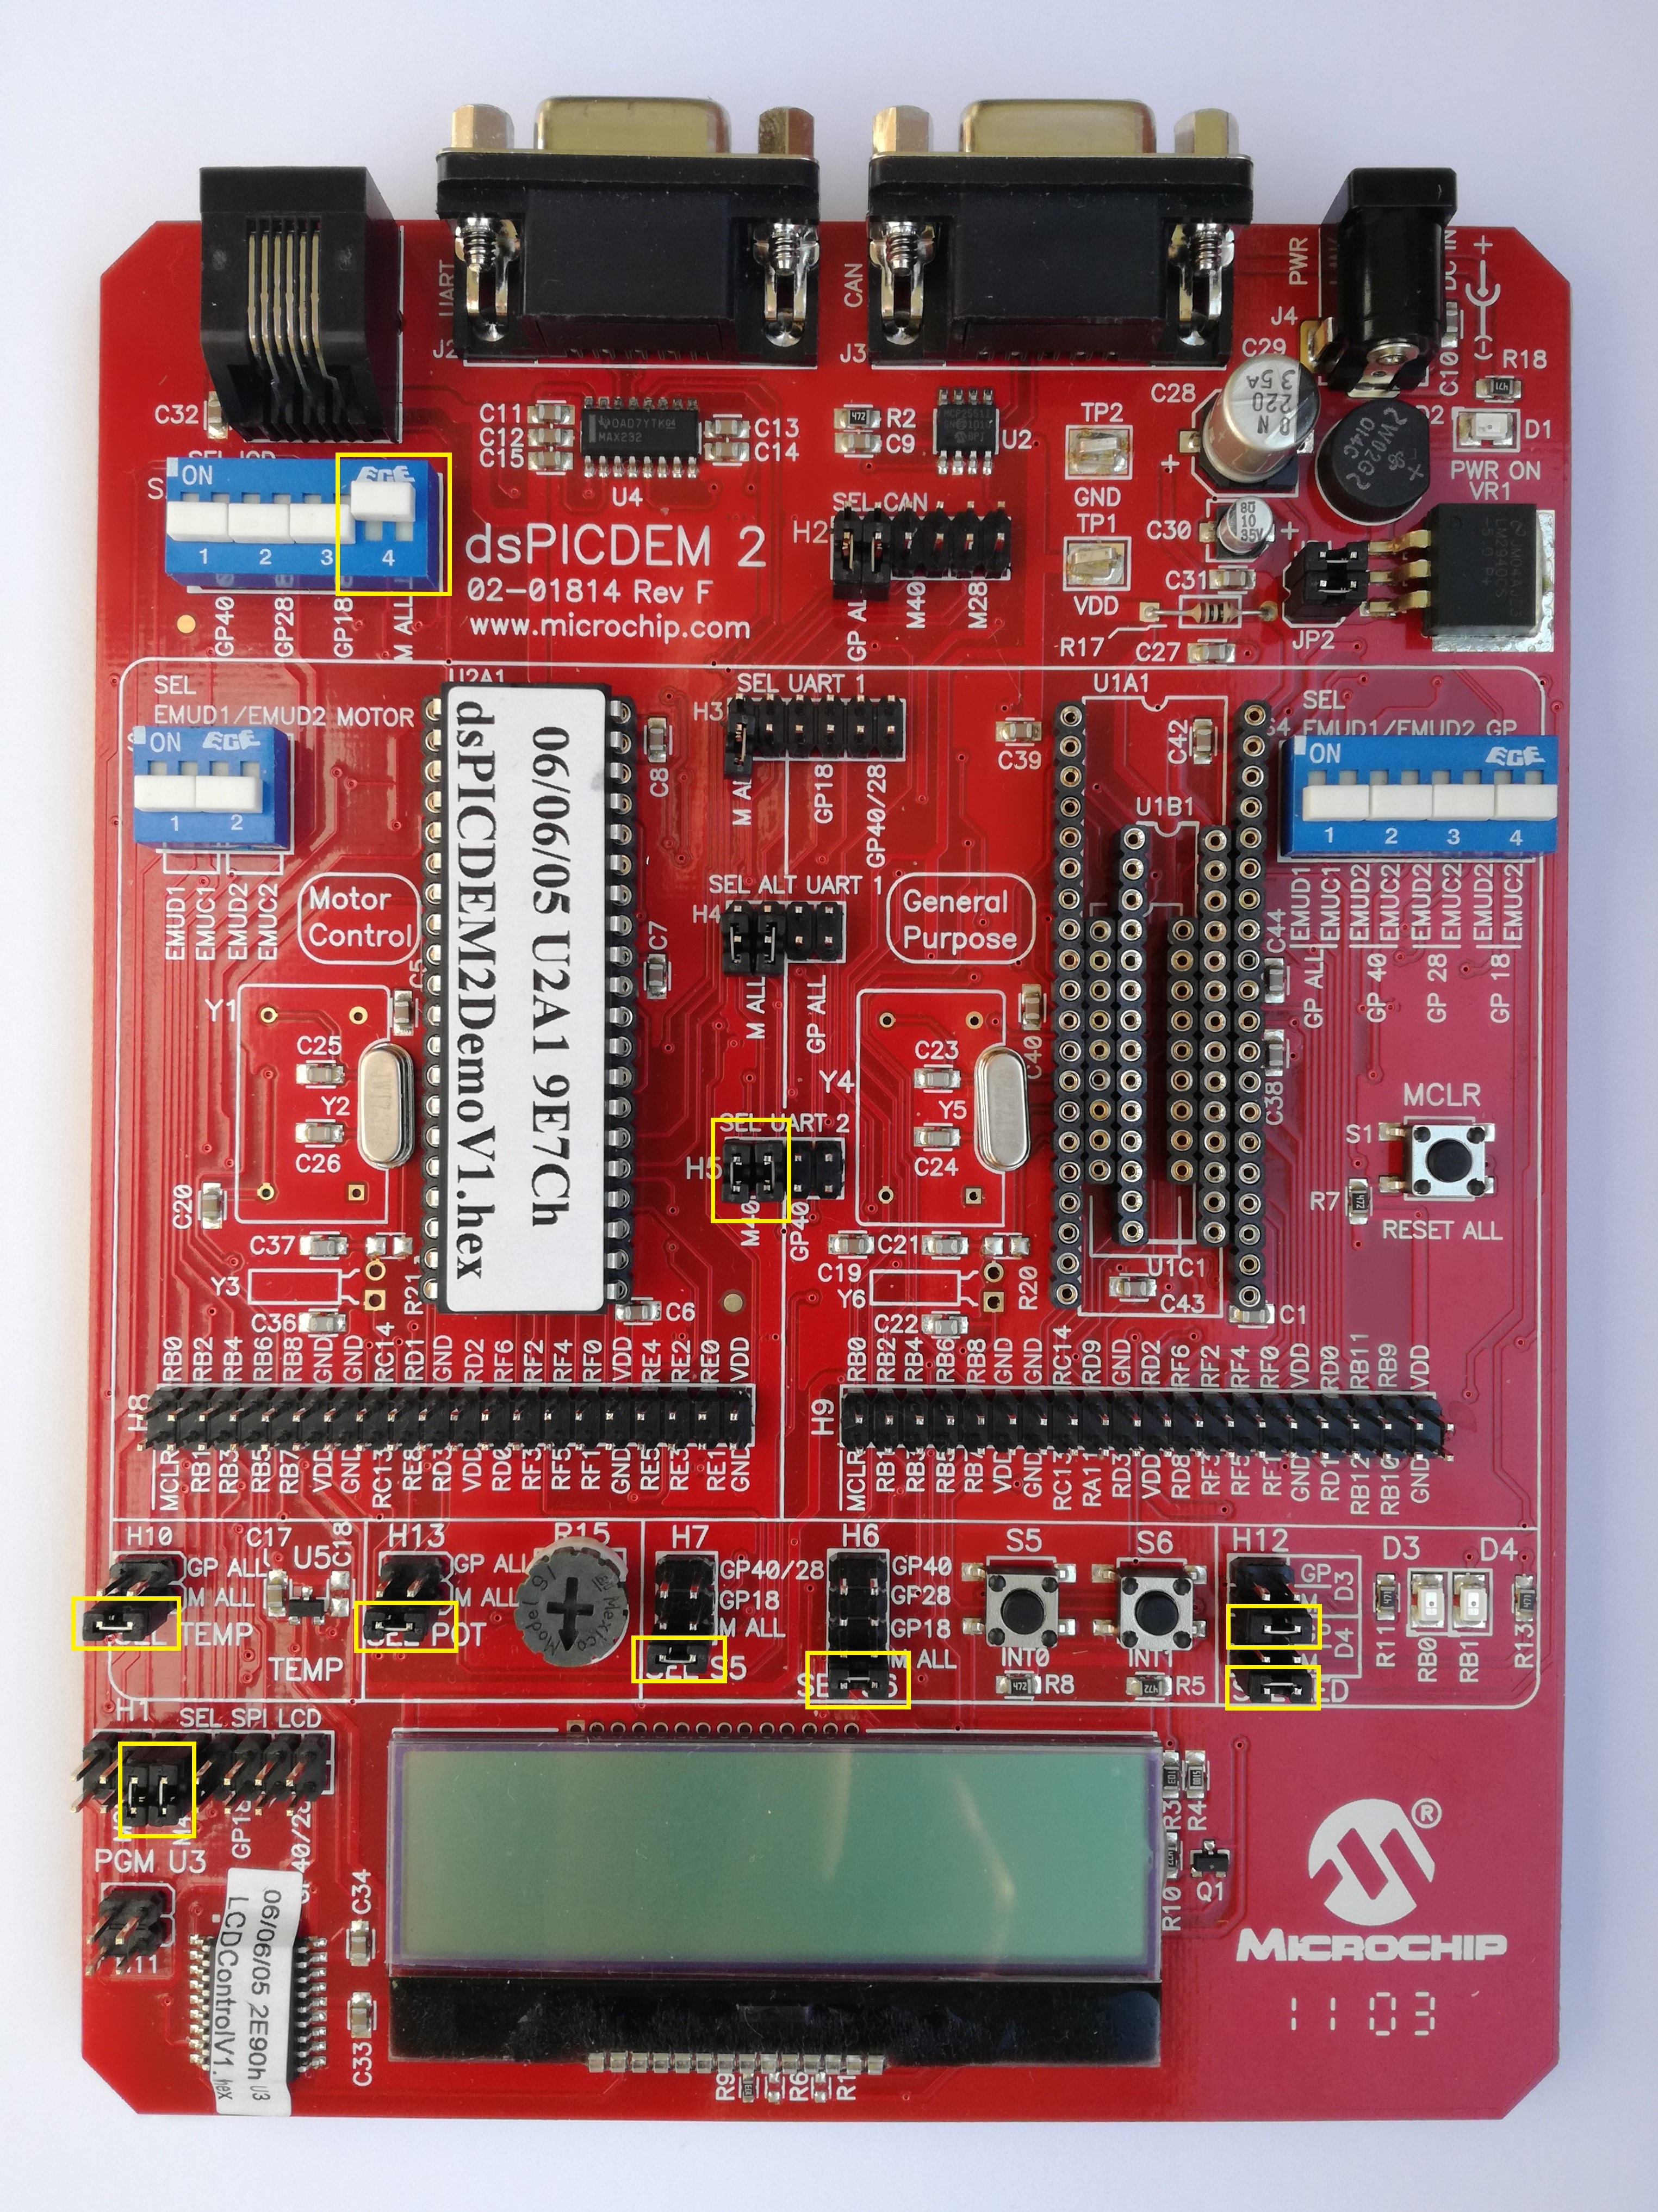 UART
CAN
PWR
DC IN
+
(-)
J2
J3
J4
C29
C10
R18
C28
C32
C11
C12
C15
MAX232
C13
C14
U4
472
R2
C9
U2
TP2
GND
TP1
VDD
220
35V
C30
C31
R17
C27
JP2
D1
PWR ON
VR1
ON
ECE
1 2 3 4
GP40
GP28
GP18
M ALL
SEL CAN
H2
M40
M28
dsPICDEM 2
02-01814 Rev F
www.microchip.com
SEL
EMUD1/EMUD2 MOTOR
ON
ECE
1 2
EMUD1
EMUC1
EMUD2
EMUC2
Motor
Control
U2A1
06/06/05 U2A1 9E7Ch
dsPICDEM2DemoV1.hex
C8
C7
C5
C6
SEL UART 1
H3
GP18
GP40/28
SEL ALT UART 1
H4
M ALL
GP ALL
SEL UART 2
H5
M40
GP40
General
Purpose
U1A1
C39
C42
U1B1
U1C1
C43
C44
C38
C40
C1
SEL
EMUD1/EMUD2 GP
ON
ECE
1 2 3 4
EMUD1
EMUC1
EMUD2
EMUC2
EMUD2
EMUC2
EMUD2
EMUC2
GP ALL
GP 40
GP 28
GP 18
MCLR
S1
R7
RESET ALL
Y1
C25
Y2
C26
C20
C37
Y3
C36
R21
C23
Y4
Y5
C24
C21
C19
Y6
C22
R20
H8
RB0 RB2 RB4 RB6 RB8 GND GND RC14 RD1 GND RD2 RF6 RF2 RF4 RF0 VDD RE4 RE2 RE0 VDD
MCLR RB1 RB3 RB5 RB7 VDD GND RC13 RE8 RD3 VDD RD0 RF3 RF5 RF1 GND RE5 RE3 RE1 GND
H9
RB0 RB2 RB4 RB6 RB8 GND GND RC14 RD9 GND RD2 RF6 RF2 RF4 RF0 VDD RD0 RB11 RB9 VDD
MCLR RB1 RB3 RB5 RB7 VDD GND RC13 RA11 RD3 VDD RD8 RF3 RF5 RF1 GND RD1 RB12 RB10 GND
H10
GP ALL
M ALL
TEMP
C17
U5
C18
TEMP
H13
GP ALL
M ALL
SEL POT
R15
Mexico
H7
GP40/28
GP18
M ALL
S5
H6
GP40
GP28
GP18
M ALL
S5
INT0
472
R8
S6
INT1
472
R5
H12
GP
D3
D4
D3
D4
R11
RB0
RB1
R13
H1
SEL SPI LCD
GP18
PGM U3
06/06/05 2E90h U3
LCDControlV1.hex
C34
C33
R3
R4
R10
Q1
R9
R6
R1
®
MICROCHIP
1103